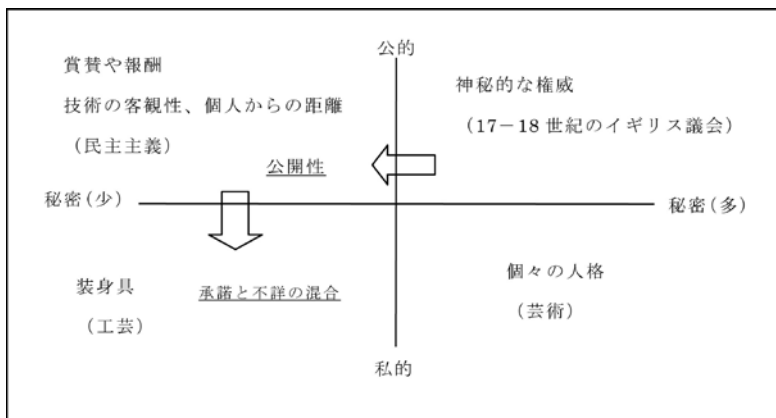 賞賛や報酬
技術の客観性、個人からの距離
（民主主義）
公的
神秘的な権威
（17－18 世紀のイギリス議会）
公開性
秘密(少)
秘密(多)
装身具
（工芸）
承諾と不詳の混合
個々の人格
（芸術）
私的